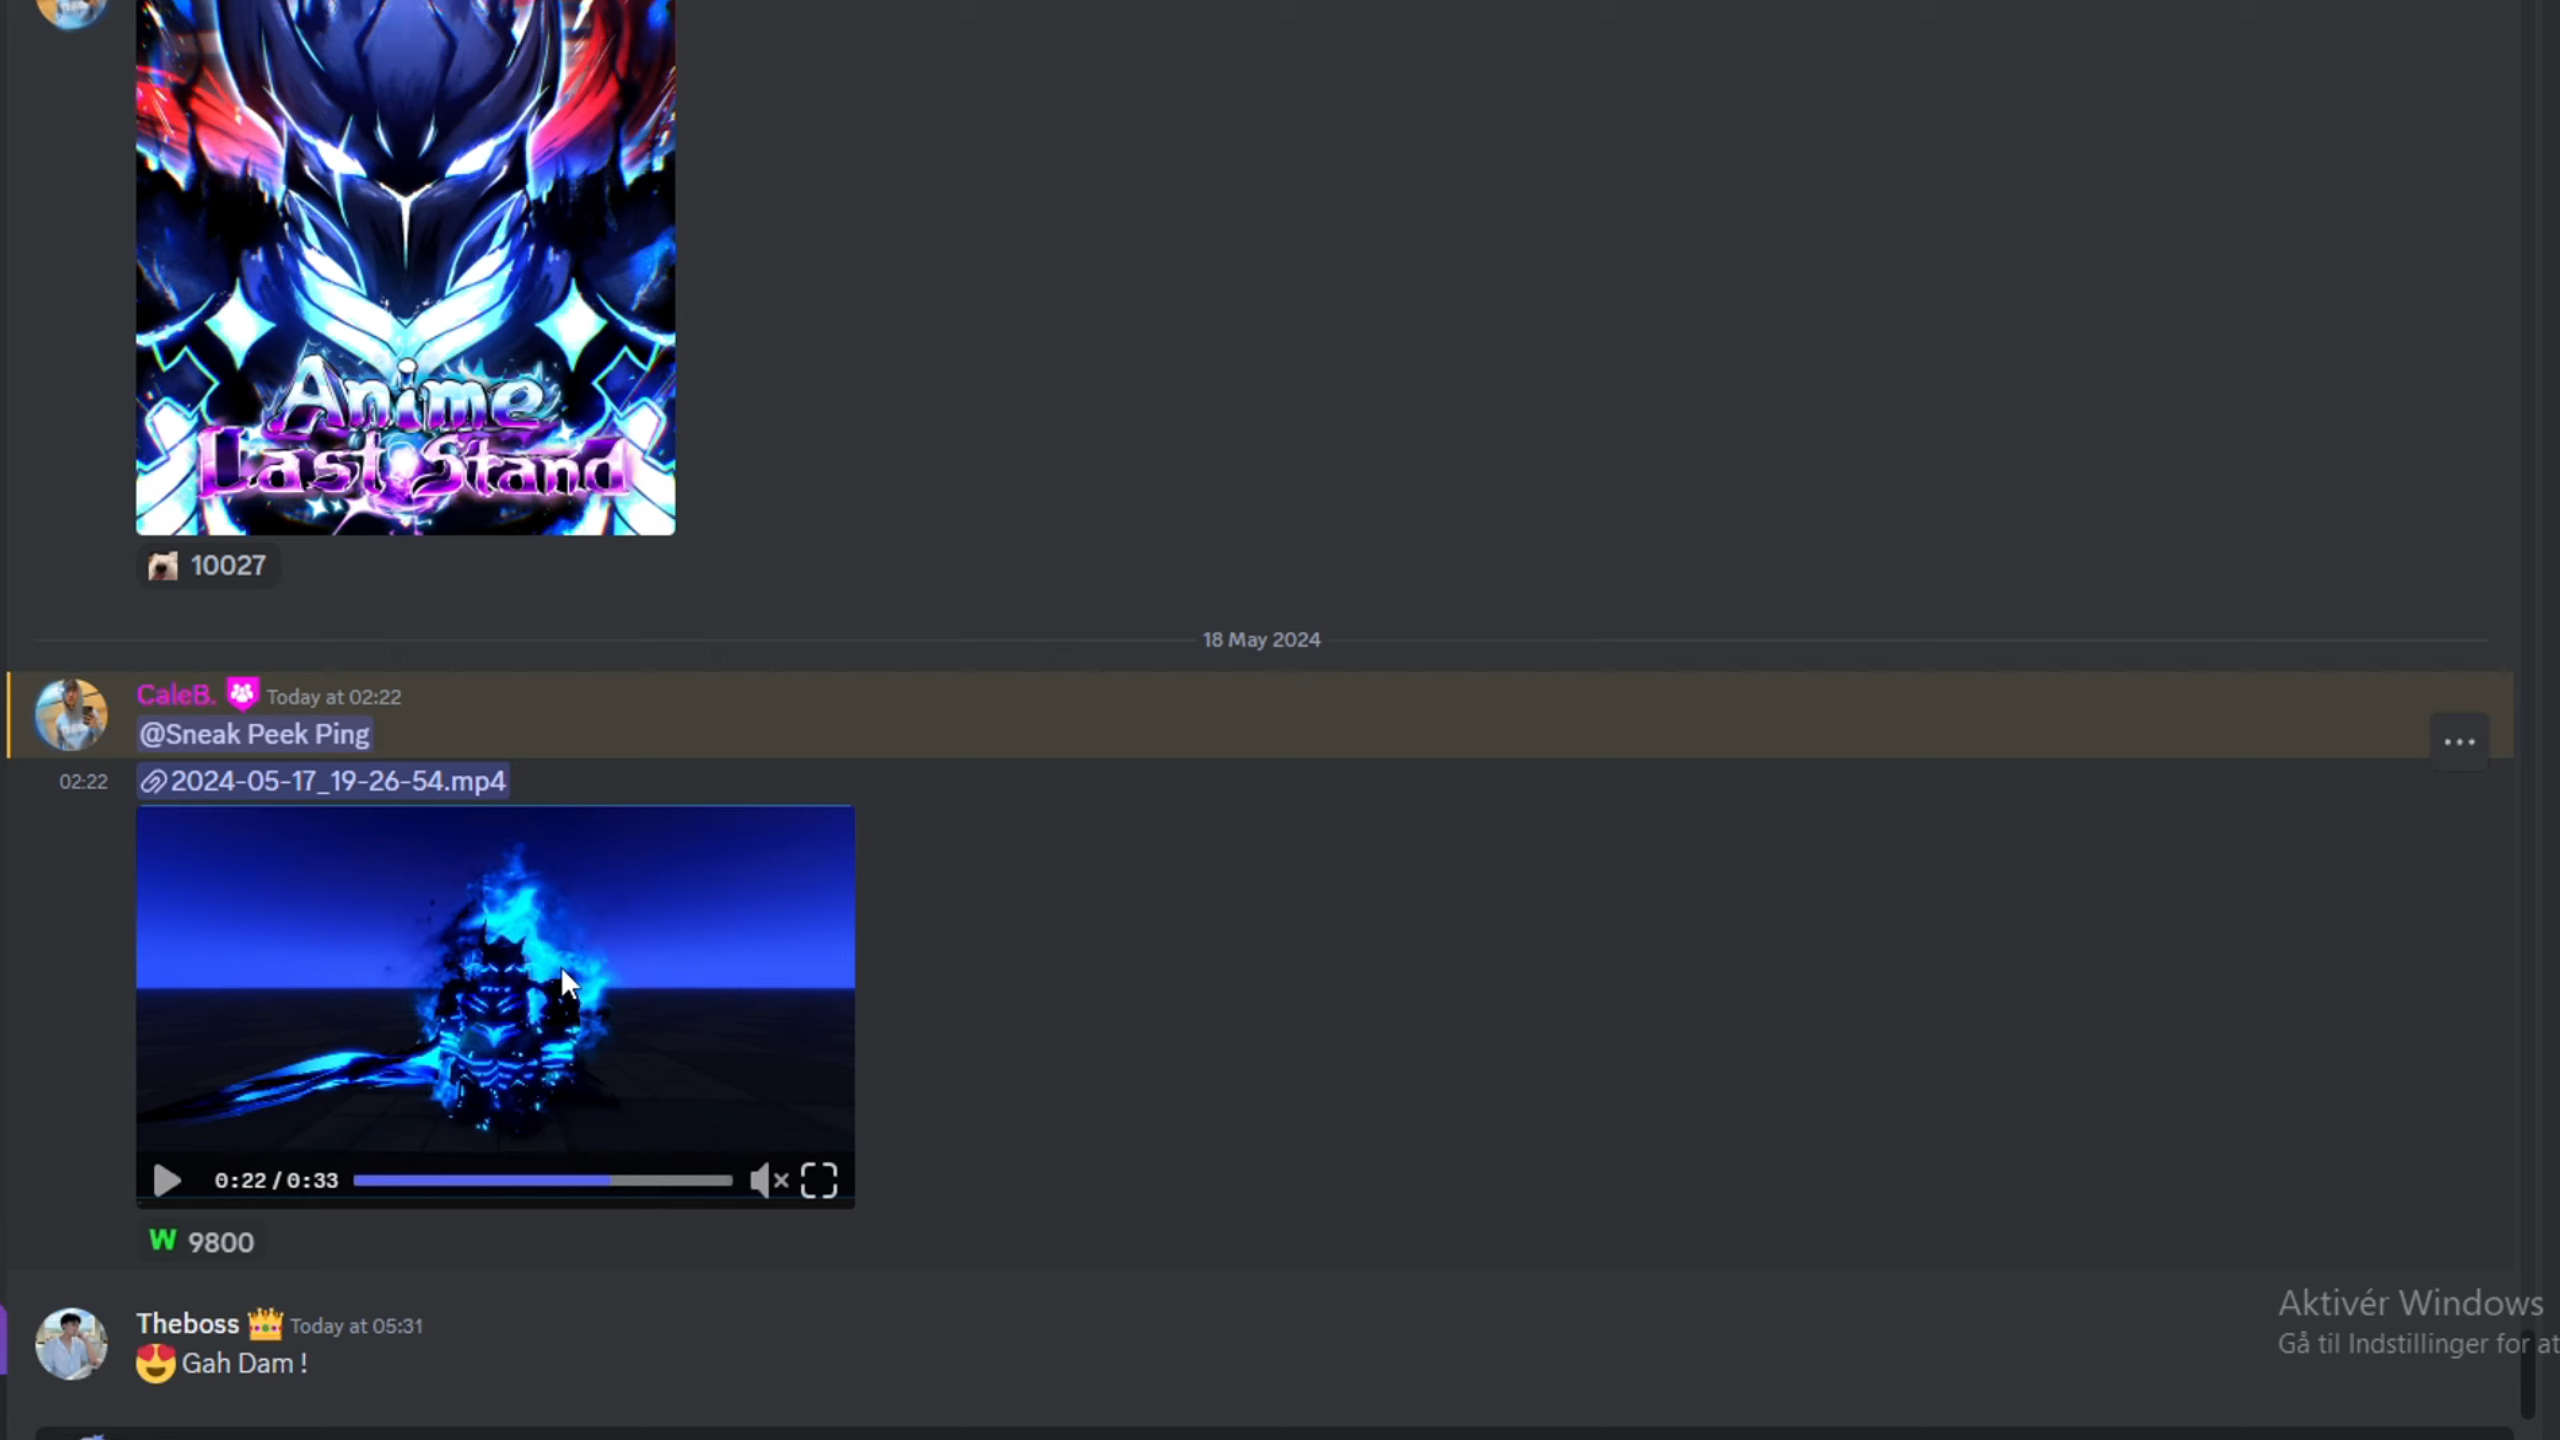 Anime
Last Stand
10027
18 May 2024
CaleB. Today at 02:22
@Sneak Peek Ping
02:22 2024-05-17_19-26-54.mp4
0:22 / 0:33
W 9800
Theboss Today at 05:31
Gah Dam !
Aktivér Windows
Gå til Indstillinger for at